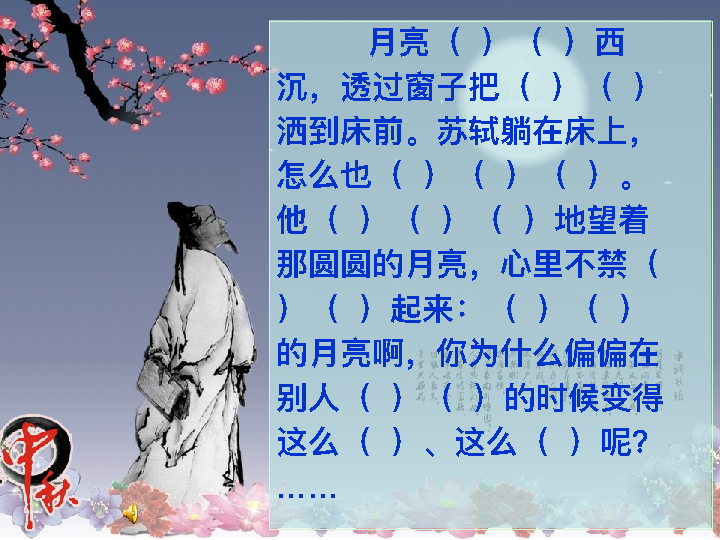 月亮（ ）（ ）西
沉，透过窗子把（ ）（ ）
洒到床前。苏轼躺在床上，
怎么也（ ）（ ）（ ）。
他（ ）（ ）（ ）地望着
那圆圆的月亮，心里不禁（
）（ ）起来：（ ）（ ）
的月亮啊，你为什么偏偏在
别人（ ）（ ）的时候变得
这么（ ）、这么（ ）呢？
……
中秋